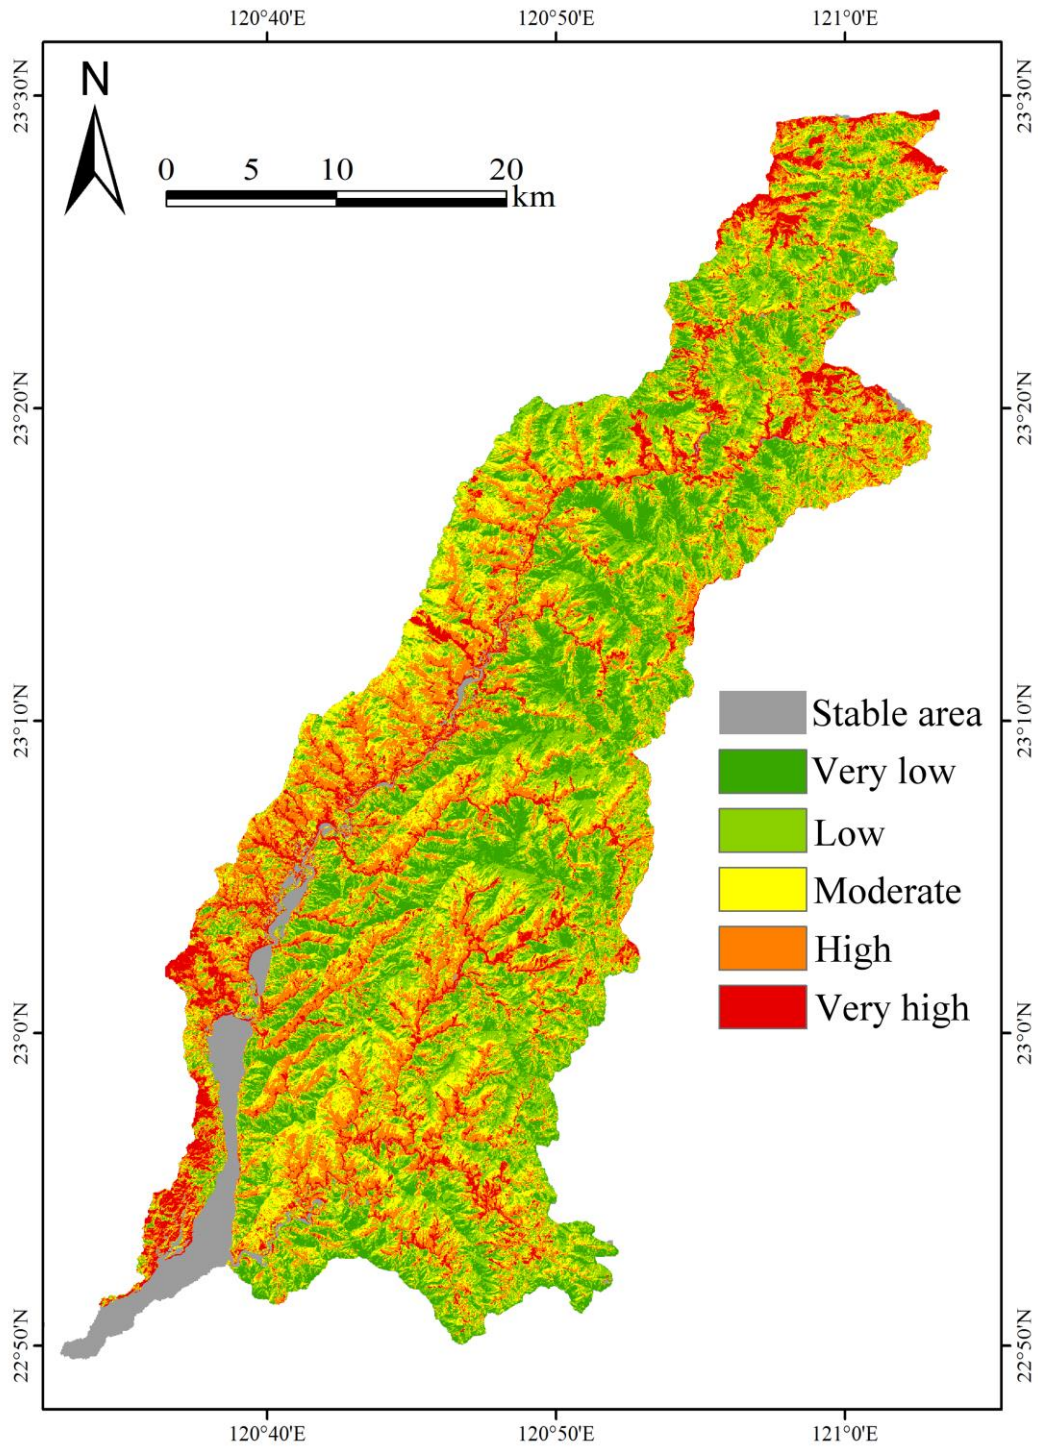 120°40'E 120°50'E 121°0'E
N
0 5 10 20
km
23°30'N 23°30'N
23°20'N 23°20'N
23°10'N 23°10'N
23°0'N 23°0'N
22°50'N 22°50'N
Stable area
Very low
Low
Moderate
High
Very high
120°40'E 120°50'E 121°0'E